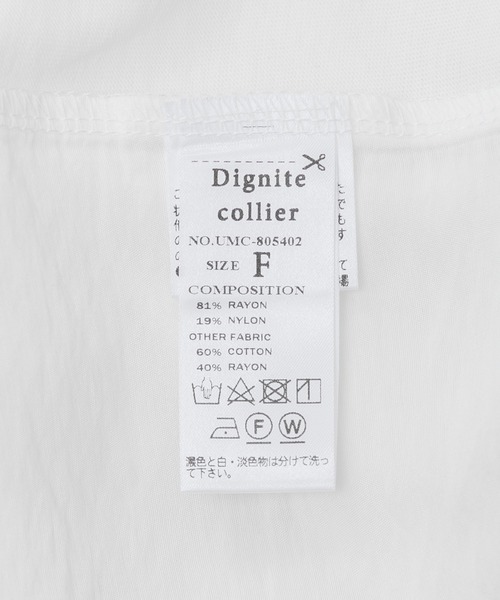 Dignite
collier
NO.UMC-805402
SIZE F
COMPOSITION
81% RAYON
19% NYLON
OTHER FABRIC
60% COTTON
40% RAYON
F W
濃色と白・淡色物は分けて洗っ
て下さい。